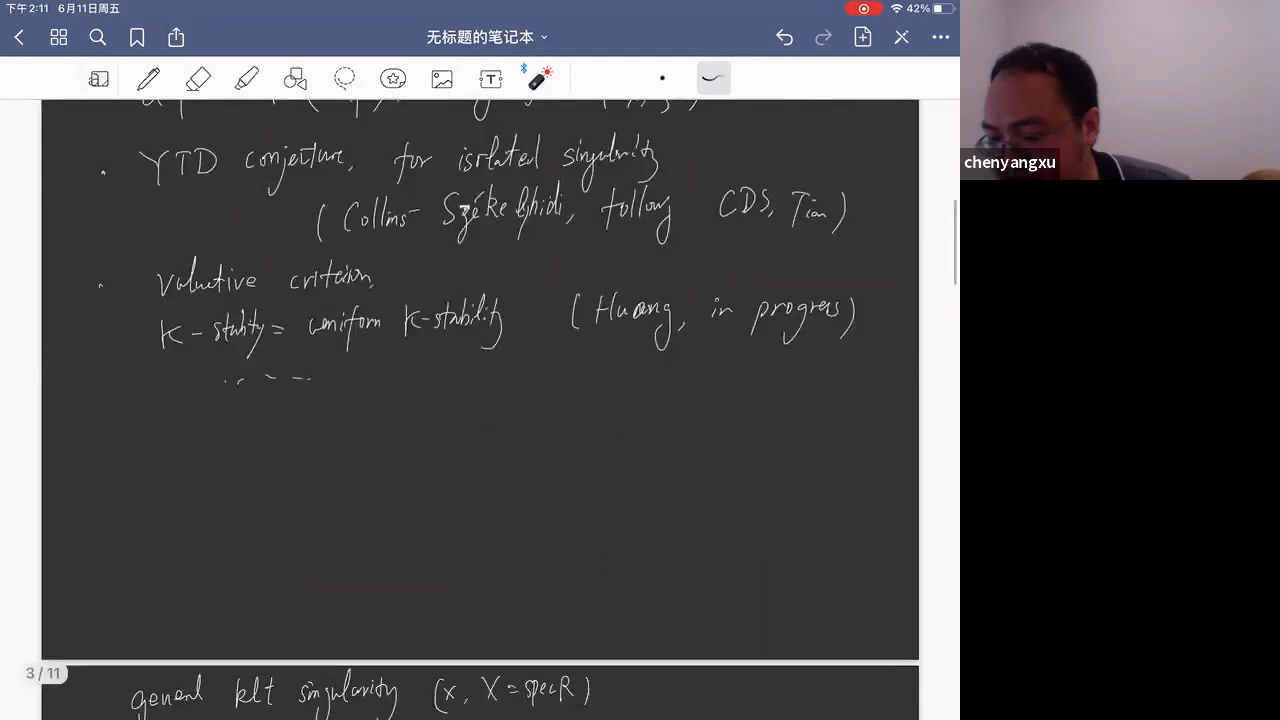 下午2:11 6月11日周五
42%
无标题的笔记本
T
YTD conjecture, for isolated singularity
(Collins-Székelyhidi, following CDS, Tian)
valuative criterion
K-stality = uniform K-stability (Huang, in progress)
3 / 11
general klt singularity (x, X = specR)
chenyangxu